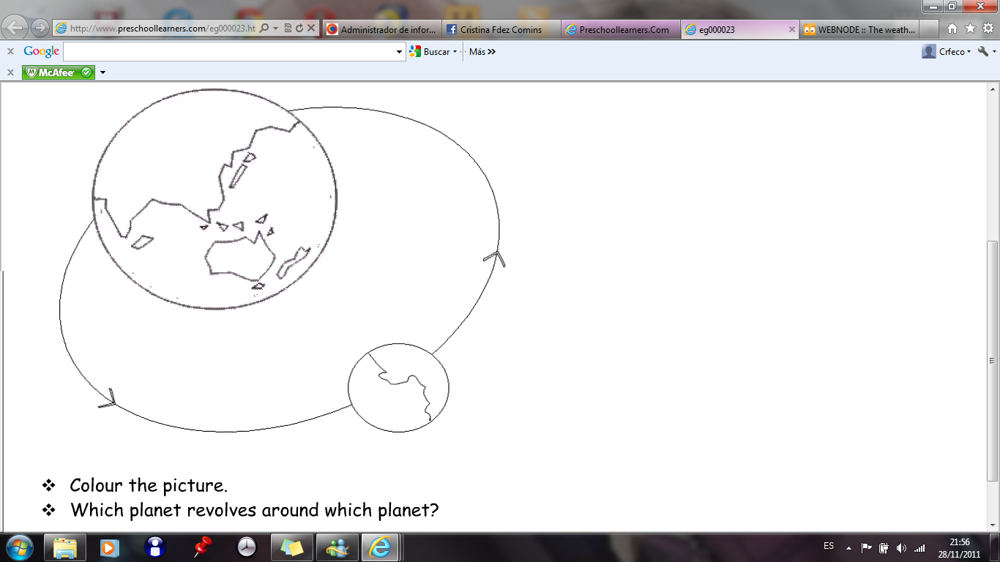 http://www.preschoollearners.com/eg000023.ht
Administrador de infor...
Cristina Fdez Comins
Preschoollearners.Com
eg000023
WEBNODE :: The weath...
x Google
Buscar
Más
Crfeco
x McAfee
Colour the picture.
Which planet revolves around which planet?
ES
21:56
28/11/2011